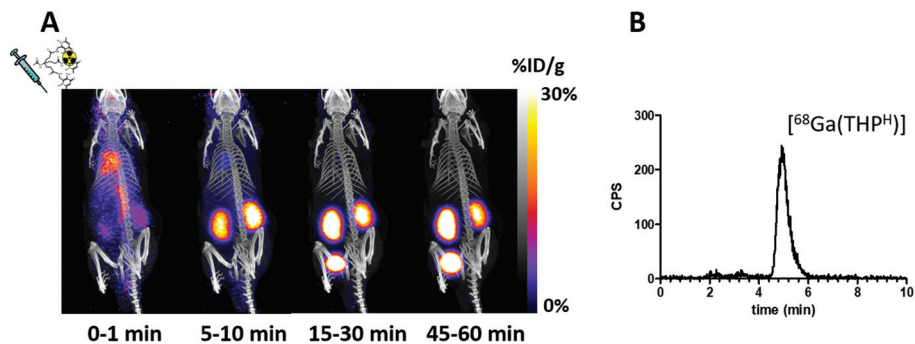 A
%ID/g
30%
0%
0-1 min
5-10 min
15-30 min
45-60 min
B
[⁶⁸Ga(THPᴴ)]
300
200
100
0
CPS
0 2 4 6 8 10
time (min)